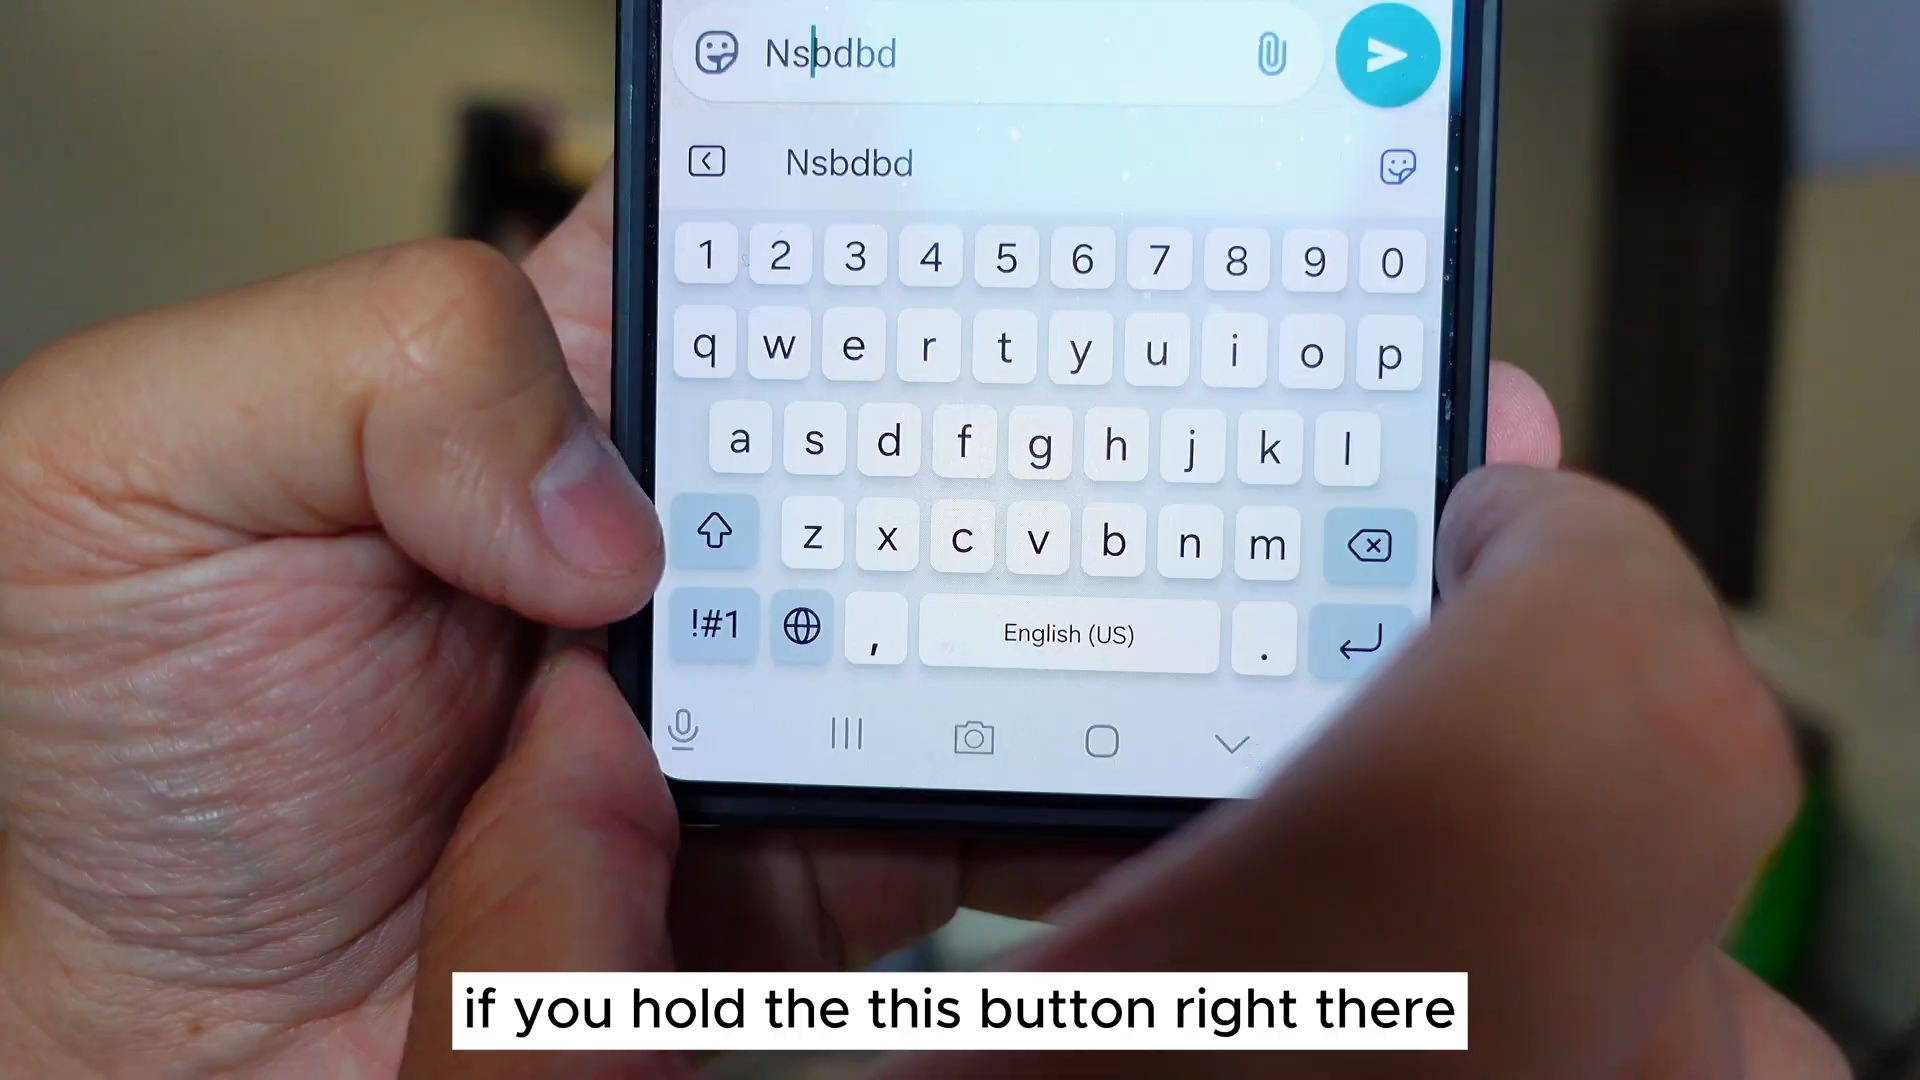 Nsbdbd
Nsbdbd
1 2 3 4 5 6 7 8 9 0
q w e r t y u i o p
a s d f g h j k l
z x c v b n m
!#1 , English (US) .
if you hold the this button right there